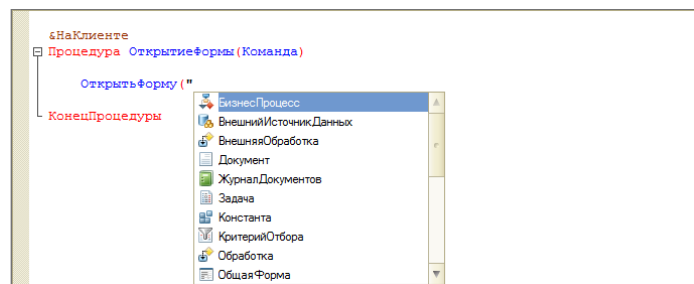 &НаКлиенте
Процедура ОткрытиеФормы(Команда)
ОткрытьФорму("
БизнесПроцесс
ВнешнийИсточникДанных
ВнешняяОбработка
Документ
ЖурналДокументов
Задача
Константа
КритерийОтбора
Обработка
ОбщаяФорма
КонецПроцедуры